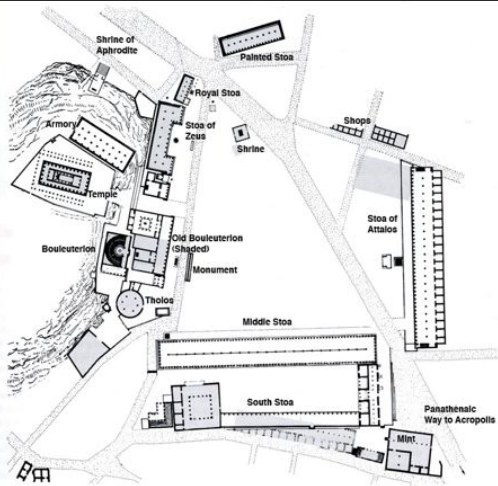 Shrine of
Aphrodite
Painted Stoa
Royal Stoa
Armory
Stoa of
Zeus
Shrine
Shops
Temple
Stoa of
Attalos
Bouleuterion
Old Bouleuterion
(Shaded)
Monument
Tholos
Middle Stoa
South Stoa
Panathenaic
Way to Acropolis
Mint